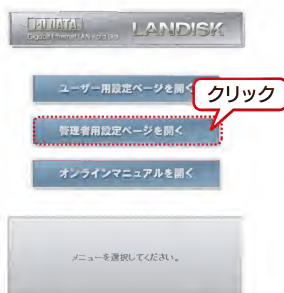 I-O DATA
Gigabit Ethernet LAN Hard Disk
LANDISK
ユーザー用設定ページを開く
クリック
管理者用設定ページを開く
オンラインマニュアルを開く
メニューを選択してください。